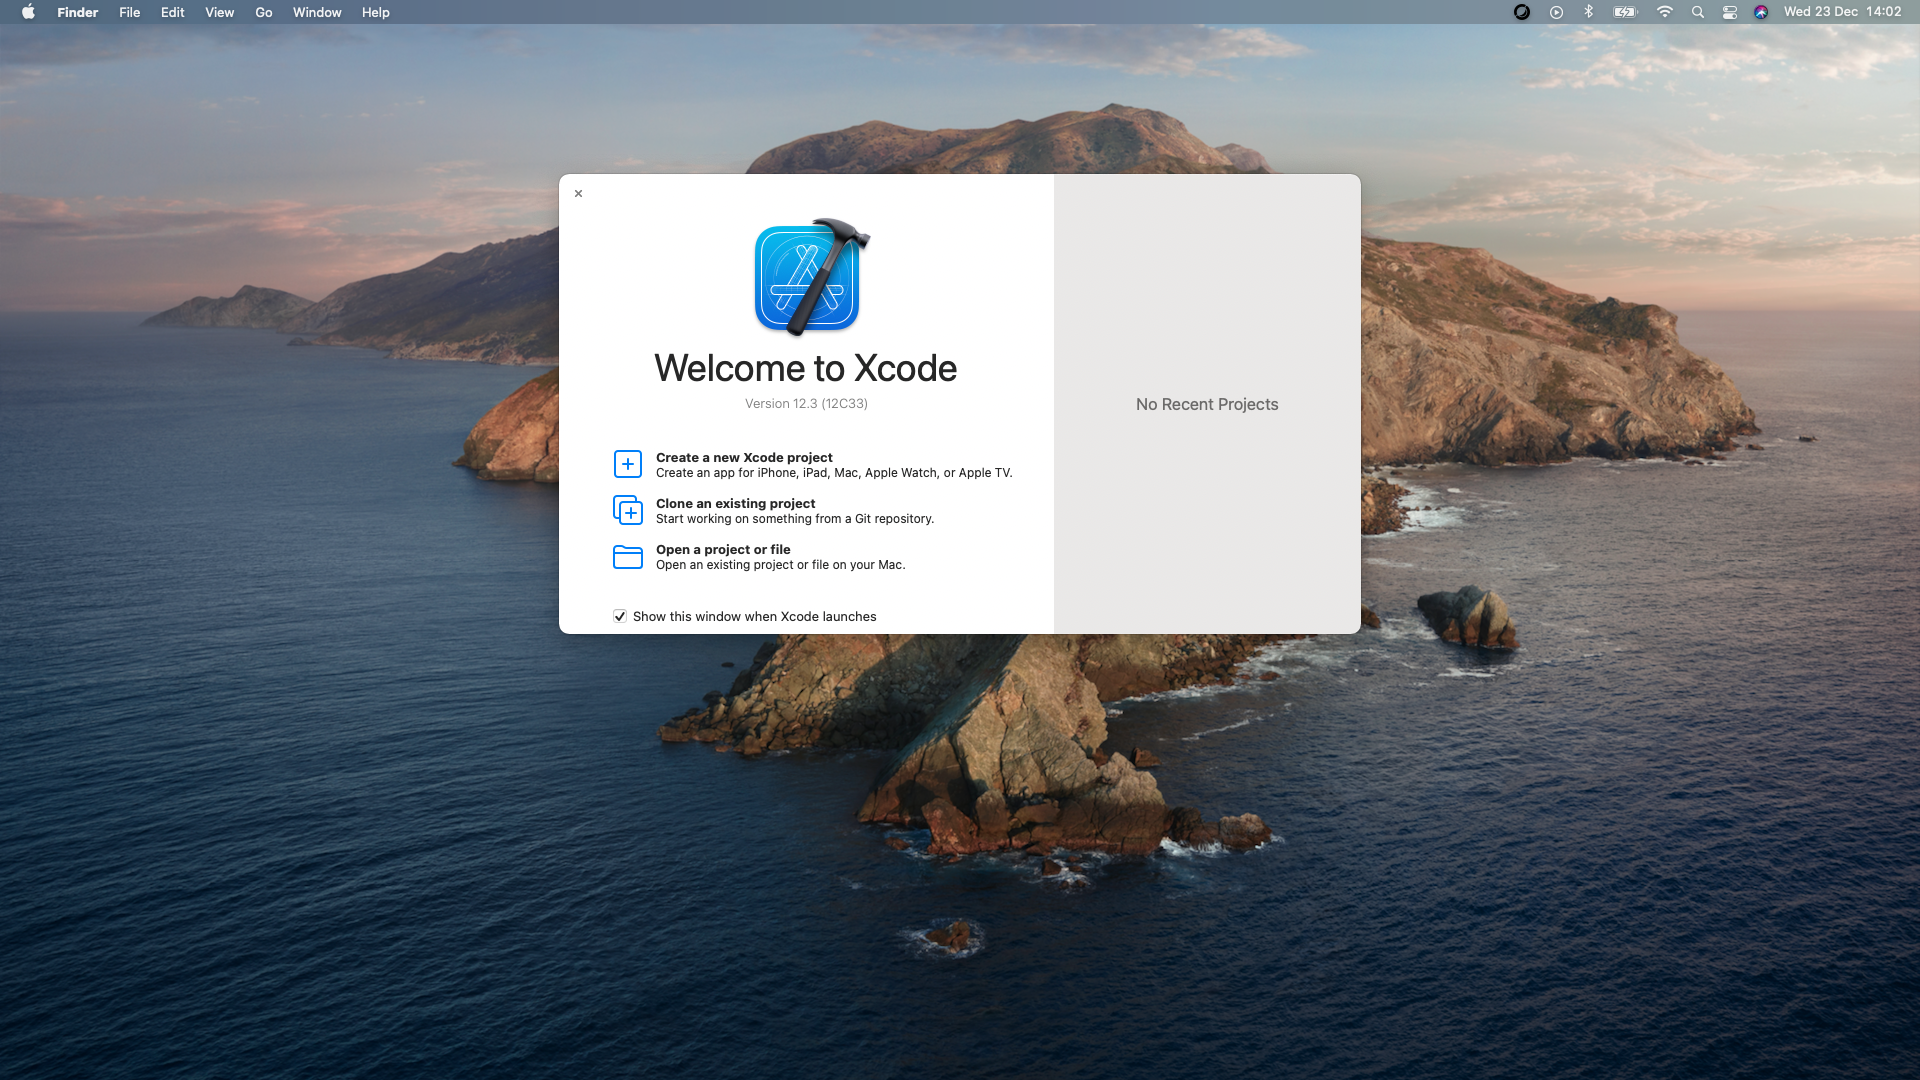 Finder File Edit View Go Window Help
Wed 23 Dec 14:02
Welcome to Xcode
Version 12.3 (12C33)
Create a new Xcode project
Create an app for iPhone, iPad, Mac, Apple Watch, or Apple TV.
Clone an existing project
Start working on something from a Git repository.
Open a project or file
Open an existing project or file on your Mac.
Show this window when Xcode launches
No Recent Projects